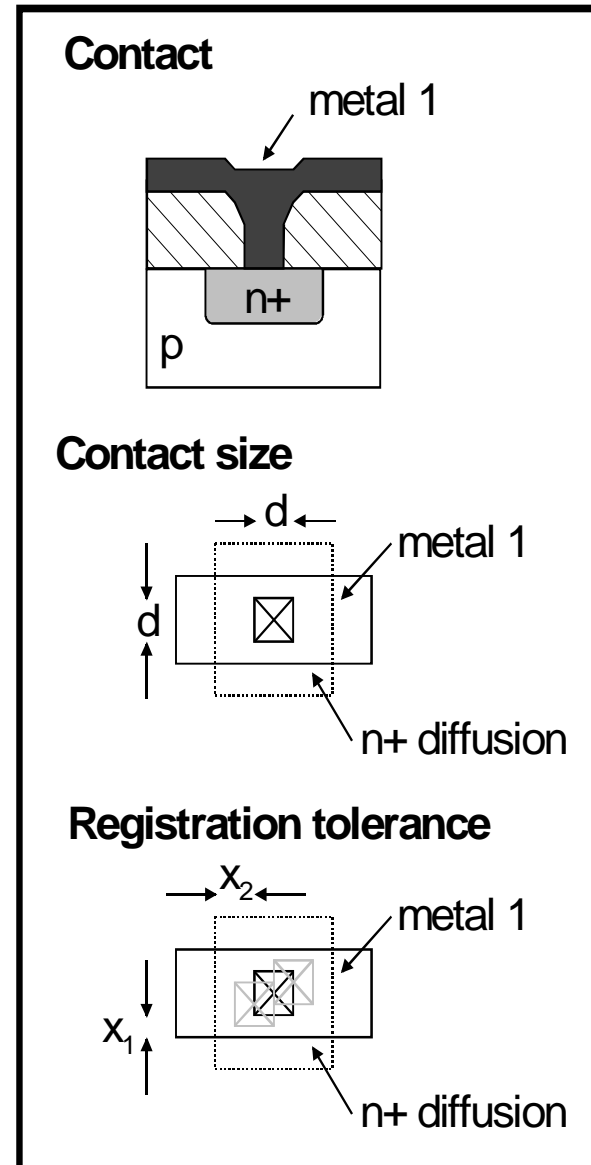 Contact
metal 1
n+
p
Contact size
d
metal 1
d
n+ diffusion
Registration tolerance
x₂
metal 1
x₁
n+ diffusion